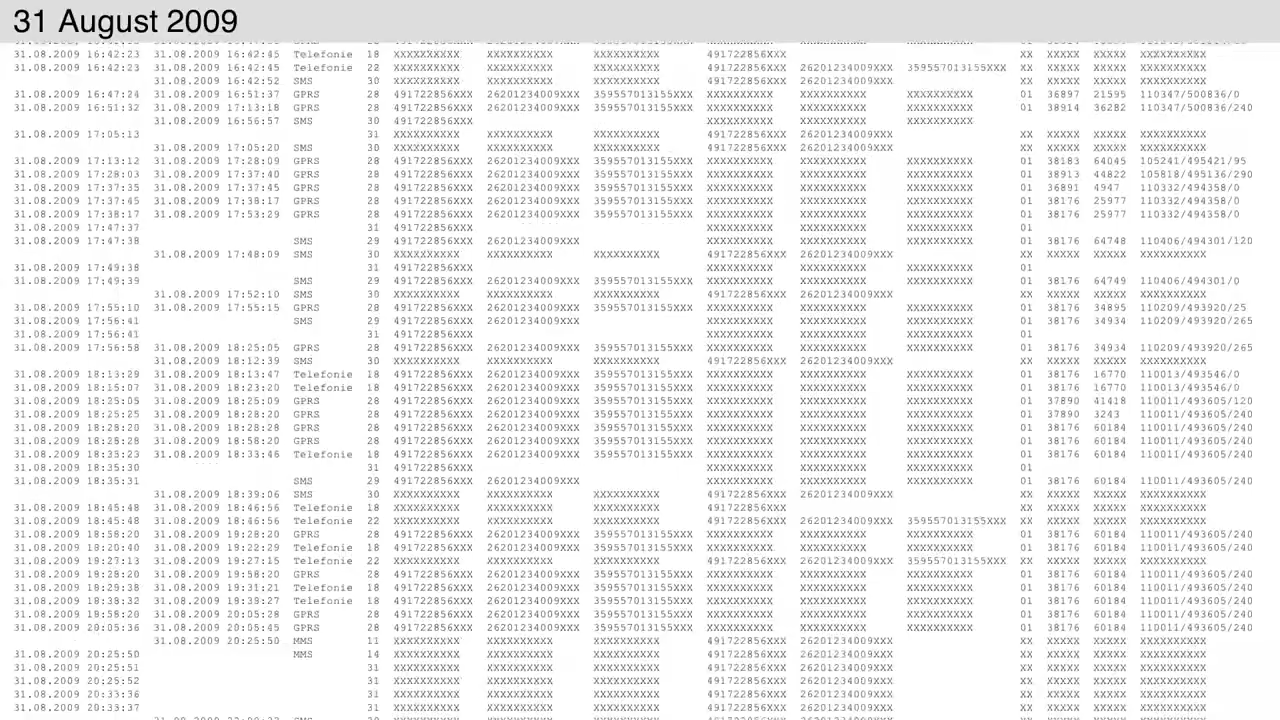 31 August 2009
31.08.2009 16:42:23 31.08.2009 16:42:45 Telefonie 18 XXXXXXXXXX XXXXXXXXXX XXXXXXXXXX 491722856XXX XX XXXXX XXXXX XXXXXXXXXX
31.08.2009 16:42:23 31.08.2009 16:42:45 Telefonie 22 XXXXXXXXXX XXXXXXXXXX XXXXXXXXXX 491722856XXX 26201234009XXX 359557013155XXX XX XXXXX XXXXX XXXXXXXXXX
31.08.2009 16:42:52 SMS 30 XXXXXXXXXX XXXXXXXXXX XXXXXXXXXX 491722856XXX 26201234009XXX XX XXXXX XXXXX XXXXXXXXXX
31.08.2009 16:47:24 31.08.2009 16:51:37 GPRS 28 491722856XXX 26201234009XXX 359557013155XXX XXXXXXXXXX XXXXXXXXXX XXXXXXXXXX 01 36897 21595 110347/500836/0
31.08.2009 16:51:32 31.08.2009 17:13:18 GPRS 28 491722856XXX 26201234009XXX 359557013155XXX XXXXXXXXXX XXXXXXXXXX XXXXXXXXXX 01 38914 36282 110347/500836/240
31.08.2009 16:56:57 SMS 30 491722856XXX XXXXXXXXXX XXXXXXXXXX XXXXXXXXXX
31.08.2009 17:05:13 31 XXXXXXXXXX XXXXXXXXXX XXXXXXXXXX 491722856XXX 26201234009XXX XX XXXXX XXXXX XXXXXXXXXX
31.08.2009 17:05:20 SMS 30 XXXXXXXXXX XXXXXXXXXX XXXXXXXXXX 491722856XXX 26201234009XXX XX XXXXX XXXXX XXXXXXXXXX
31.08.2009 17:13:12 31.08.2009 17:28:09 GPRS 28 491722856XXX 26201234009XXX 359557013155XXX XXXXXXXXXX XXXXXXXXXX XXXXXXXXXX 01 38183 64045 105241/495421/95
31.08.2009 17:28:03 31.08.2009 17:37:40 GPRS 28 491722856XXX 26201234009XXX 359557013155XXX XXXXXXXXXX XXXXXXXXXX XXXXXXXXXX 01 38913 44822 105818/495136/290
31.08.2009 17:37:35 31.08.2009 17:37:45 GPRS 28 491722856XXX 26201234009XXX 359557013155XXX XXXXXXXXXX XXXXXXXXXX XXXXXXXXXX 01 36891 4947 110332/494358/0
31.08.2009 17:37:45 31.08.2009 17:38:17 GPRS 28 491722856XXX 26201234009XXX 359557013155XXX XXXXXXXXXX XXXXXXXXXX XXXXXXXXXX 01 38176 25977 110332/494358/0
31.08.2009 17:38:17 31.08.2009 17:53:29 GPRS 28 491722856XXX 26201234009XXX 359557013155XXX XXXXXXXXXX XXXXXXXXXX XXXXXXXXXX 01 38176 25977 110332/494358/0
31.08.2009 17:47:37 31 491722856XXX XXXXXXXXXX XXXXXXXXXX XXXXXXXXXX 01
31.08.2009 17:47:38 SMS 29 491722856XXX 26201234009XXX XXXXXXXXXX XXXXXXXXXX XXXXXXXXXX 01 38176 64748 110406/494301/120
31.08.2009 17:48:09 SMS 30 XXXXXXXXXX XXXXXXXXXX XXXXXXXXXX 491722856XXX 26201234009XXX XX XXXXX XXXXX XXXXXXXXXX
31.08.2009 17:49:38 31 491722856XXX XXXXXXXXXX XXXXXXXXXX XXXXXXXXXX 01
31.08.2009 17:49:39 SMS 29 491722856XXX 26201234009XXX 359557013155XXX XXXXXXXXXX XXXXXXXXXX XXXXXXXXXX 01 38176 64749 110406/494301/0
31.08.2009 17:52:10 SMS 30 XXXXXXXXXX XXXXXXXXXX XXXXXXXXXX 491722856XXX 26201234009XXX XX XXXXX XXXXX XXXXXXXXXX
31.08.2009 17:55:10 31.08.2009 17:55:15 GPRS 28 491722856XXX 26201234009XXX 359557013155XXX XXXXXXXXXX XXXXXXXXXX XXXXXXXXXX 01 38176 34895 110209/493920/25
31.08.2009 17:56:41 SMS 29 491722856XXX 26201234009XXX XXXXXXXXXX XXXXXXXXXX XXXXXXXXXX 01 38176 34934 110209/493920/265
31.08.2009 17:56:41 31 491722856XXX XXXXXXXXXX XXXXXXXXXX XXXXXXXXXX 01
31.08.2009 17:56:58 31.08.2009 18:25:05 GPRS 28 491722856XXX 26201234009XXX 359557013155XXX XXXXXXXXXX XXXXXXXXXX XXXXXXXXXX 01 38176 34934 110209/493920/265
31.08.2009 18:12:39 SMS 30 XXXXXXXXXX XXXXXXXXXX XXXXXXXXXX 491722856XXX 26201234009XXX XX XXXXX XXXXX XXXXXXXXXX
31.08.2009 18:13:29 31.08.2009 18:13:47 Telefonie 18 491722856XXX 26201234009XXX 359557013155XXX XXXXXXXXXX XXXXXXXXXX XXXXXXXXXX 01 38176 16770 110013/493546/0
31.08.2009 18:15:07 31.08.2009 18:23:20 Telefonie 18 491722856XXX 26201234009XXX 359557013155XXX XXXXXXXXXX XXXXXXXXXX XXXXXXXXXX 01 38176 16770 110013/493546/0
31.08.2009 18:25:05 31.08.2009 18:25:09 GPRS 28 491722856XXX 26201234009XXX 359557013155XXX XXXXXXXXXX XXXXXXXXXX XXXXXXXXXX 01 37890 41418 110011/493605/120
31.08.2009 18:25:25 31.08.2009 18:28:20 GPRS 28 491722856XXX 26201234009XXX 359557013155XXX XXXXXXXXXX XXXXXXXXXX XXXXXXXXXX 01 37890 3243 110011/493605/240
31.08.2009 18:28:20 31.08.2009 18:28:28 GPRS 28 491722856XXX 26201234009XXX 359557013155XXX XXXXXXXXXX XXXXXXXXXX XXXXXXXXXX 01 38176 60184 110011/493605/240
31.08.2009 18:25:28 31.08.2009 18:58:20 GPRS 28 491722856XXX 26201234009XXX 359557013155XXX XXXXXXXXXX XXXXXXXXXX XXXXXXXXXX 01 38176 60184 110011/493605/240
31.08.2009 18:35:23 31.08.2009 18:33:46 Telefonie 18 491722856XXX 26201234009XXX 359557013155XXX XXXXXXXXXX XXXXXXXXXX XXXXXXXXXX 01 38176 60184 110011/493605/240
31.08.2009 18:35:30 31 491722856XXX XXXXXXXXXX XXXXXXXXXX XXXXXXXXXX 01
31.08.2009 18:35:31 SMS 29 491722856XXX 26201234009XXX XXXXXXXXXX XXXXXXXXXX XXXXXXXXXX 01 38176 60184 110011/493605/240
31.08.2009 18:39:06 SMS 30 XXXXXXXXXX XXXXXXXXXX XXXXXXXXXX 491722856XXX 26201234009XXX XX XXXXX XXXXX XXXXXXXXXX
31.08.2009 18:45:48 31.08.2009 18:46:56 Telefonie 18 XXXXXXXXXX XXXXXXXXXX XXXXXXXXXX 491722856XXX XX XXXXX XXXXX XXXXXXXXXX
31.08.2009 18:45:48 31.08.2009 18:46:56 Telefonie 22 XXXXXXXXXX XXXXXXXXXX XXXXXXXXXX 491722856XXX 26201234009XXX 359557013155XXX XX XXXXX XXXXX XXXXXXXXXX
31.08.2009 18:58:20 31.08.2009 19:28:20 GPRS 28 491722856XXX 26201234009XXX 359557013155XXX XXXXXXXXXX XXXXXXXXXX XXXXXXXXXX 01 38176 60184 110011/493605/240
31.08.2009 18:20:40 31.08.2009 19:22:29 Telefonie 18 491722856XXX 26201234009XXX 359557013155XXX XXXXXXXXXX XXXXXXXXXX XXXXXXXXXX 01 38176 60184 110011/493605/240
31.08.2009 19:27:13 31.08.2009 19:27:15 Telefonie 22 XXXXXXXXXX XXXXXXXXXX XXXXXXXXXX 491722856XXX 26201234009XXX 359557013155XXX XX XXXXX XXXXX XXXXXXXXXX
31.08.2009 18:28:20 31.08.2009 19:58:20 GPRS 28 491722856XXX 26201234009XXX 359557013155XXX XXXXXXXXXX XXXXXXXXXX XXXXXXXXXX 01 38176 60184 110011/493605/240
31.08.2009 18:29:38 31.08.2009 19:31:21 Telefonie 18 491722856XXX 26201234009XXX 359557013155XXX XXXXXXXXXX XXXXXXXXXX XXXXXXXXXX 01 38176 60184 110011/493605/240
31.08.2009 18:38:32 31.08.2009 18:39:27 Telefonie 18 491722856XXX 26201234009XXX 359557013155XXX XXXXXXXXXX XXXXXXXXXX XXXXXXXXXX 01 38176 60184 110011/493605/240
31.08.2009 18:58:20 31.08.2009 20:05:28 GPRS 28 491722856XXX 26201234009XXX 359557013155XXX XXXXXXXXXX XXXXXXXXXX XXXXXXXXXX 01 38176 60184 110011/493605/240
31.08.2009 20:05:36 31.08.2009 20:05:45 GPRS 28 491722856XXX 26201234009XXX 359557013155XXX XXXXXXXXXX XXXXXXXXXX XXXXXXXXXX 01 38176 60184 110011/493605/240
31.08.2009 20:25:50 MMS 11 XXXXXXXXXX XXXXXXXXXX XXXXXXXXXX 491722856XXX 26201234009XXX XX XXXXX XXXXX XXXXXXXXXX
31.08.2009 20:25:50 MMS 14 XXXXXXXXXX XXXXXXXXXX XXXXXXXXXX 491722856XXX 26201234009XXX XX XXXXX XXXXX XXXXXXXXXX
31.08.2009 20:25:51 31 XXXXXXXXXX XXXXXXXXXX XXXXXXXXXX 491722856XXX 26201234009XXX XX XXXXX XXXXX XXXXXXXXXX
31.08.2009 20:25:52 31 XXXXXXXXXX XXXXXXXXXX XXXXXXXXXX 491722856XXX 26201234009XXX XX XXXXX XXXXX XXXXXXXXXX
31.08.2009 20:33:36 31 XXXXXXXXXX XXXXXXXXXX XXXXXXXXXX 491722856XXX 26201234009XXX XX XXXXX XXXXX XXXXXXXXXX
31.08.2009 20:33:37 31 XXXXXXXXXX XXXXXXXXXX XXXXXXXXXX 491722856XXX 26201234009XXX XX XXXXX XXXXX XXXXXXXXXX